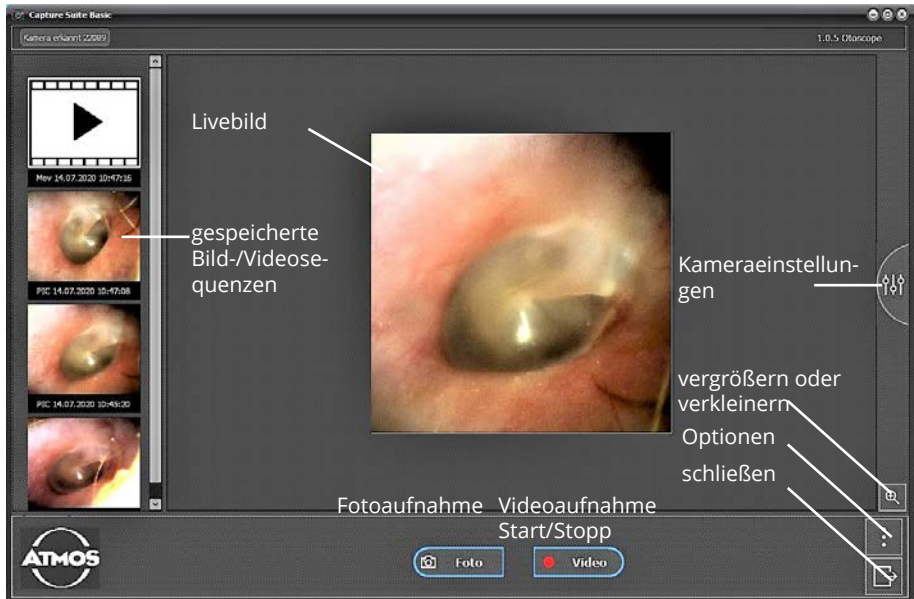 Capture Suite Basic
Kamera erkannt 22089
1.0.5 Otoscope
Livebild
Mov 14.07.2020 10:47:16
gespeicherte
Bild-/Videose-
quenzen
PIC 14.07.2020 10:47:08
Kameraeinstellun-
gen
PIC 14.07.2020 10:45:20
vergrößern oder
verkleinern
Optionen
schließen
Fotoaufnahme
Videoaufnahme
Start/Stopp
ATMOS
Foto
Video